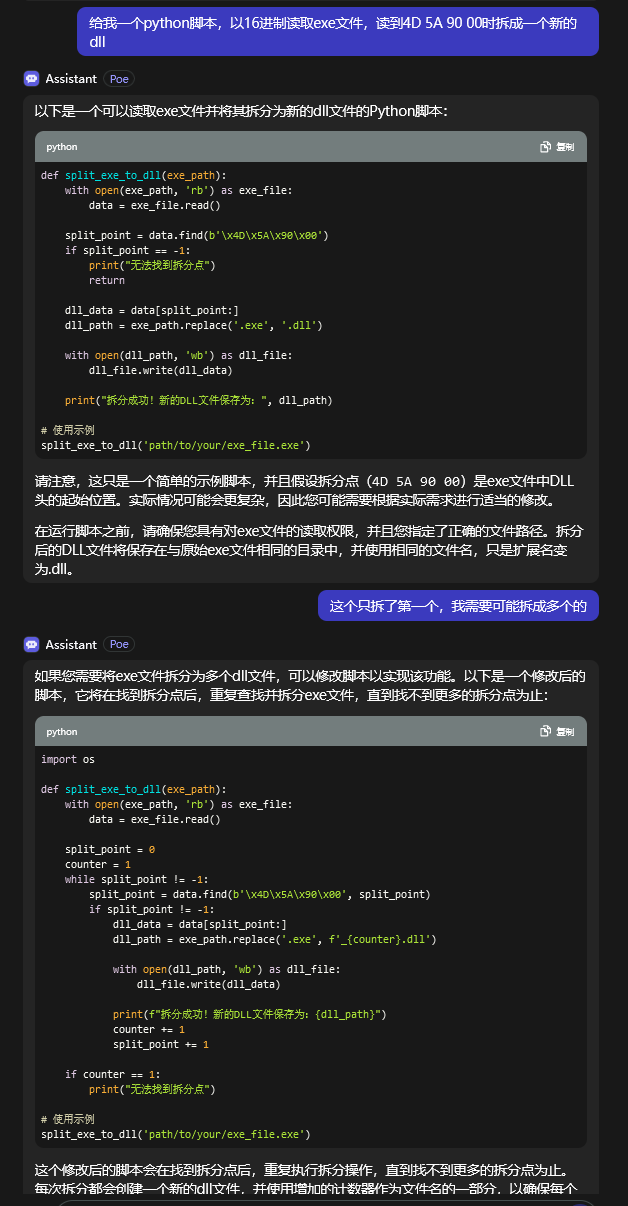 给我一个python脚本，以16进制读取exe文件，读到4D 5A 90 00时拆成一个新的
dll
Assistant Poe
以下是一个可以读取exe文件并将其拆分为新的dll文件的Python脚本：
python 复制
def split_exe_to_dll(exe_path):
    with open(exe_path, 'rb') as exe_file:
        data = exe_file.read()

    split_point = data.find(b'\x4D\x5A\x90\x00')
    if split_point == -1:
        print("无法找到拆分点")
        return

    dll_data = data[split_point:]
    dll_path = exe_path.replace('.exe', '.dll')

    with open(dll_path, 'wb') as dll_file:
        dll_file.write(dll_data)

    print("拆分成功！新的DLL文件保存为：", dll_path)

# 使用示例
split_exe_to_dll('path/to/your/exe_file.exe')
请注意，这只是一个简单的示例脚本，并且假设拆分点（4D 5A 90 00）是exe文件中DLL
头的起始位置。实际情况可能会更复杂，因此您可能需要根据实际需求进行适当的修改。
在运行脚本之前，请确保您具有对exe文件的读取权限，并且您指定了正确的文件路径。拆分
后的DLL文件将保存在与原始exe文件相同的目录中，并使用相同的文件名，只是扩展名变
为.dll。
这个只拆了第一个，我需要可能拆成多个的
Assistant Poe
如果您需要将exe文件拆分为多个dll文件，可以修改脚本以实现该功能。以下是一个修改后的
脚本，它将在找到拆分点后，重复查找并拆分exe文件，直到找不到更多的拆分点为止：
python 复制
import os

def split_exe_to_dll(exe_path):
    with open(exe_path, 'rb') as exe_file:
        data = exe_file.read()

    split_point = 0
    counter = 1
    while split_point != -1:
        split_point = data.find(b'\x4D\x5A\x90\x00', split_point)
        if split_point != -1:
            dll_data = data[split_point:]
            dll_path = exe_path.replace('.exe', f'_{counter}.dll')

            with open(dll_path, 'wb') as dll_file:
                dll_file.write(dll_data)

            print(f"拆分成功！新的DLL文件保存为：{dll_path}")
            counter += 1
            split_point += 1

    if counter == 1:
        print("无法找到拆分点")

# 使用示例
split_exe_to_dll('path/to/your/exe_file.exe')
这个修改后的脚本会在找到拆分点后，重复执行拆分操作，直到找不到更多的拆分点为止。
每次拆分都会创建一个新的dll文件，并使用增加的计数器作为文件名的一部分，以确保每个